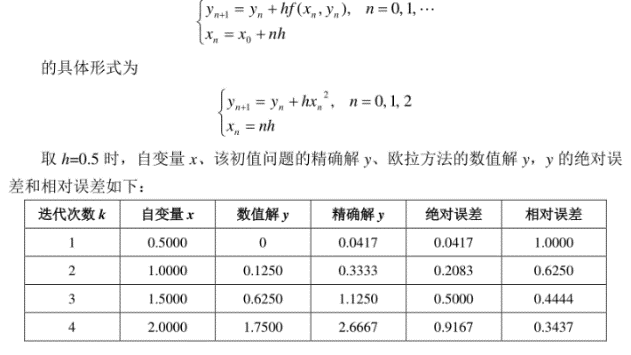 y_{n+1} = y_n + hf(x_n, y_n), n = 0,1,⋯
x_n = x_0 + nh
的具体形式为
y_{n+1} = y_n + hx_n^2, n = 0,1,2
x_n = nh
取 h=0.5 时，自变量 x、该初值问题的精确解 y、欧拉方法的数值解 y，y 的绝对误
差和相对误差如下：
迭代次数 k 自变量 x 数值解 y 精确解 y 绝对误差 相对误差
1 0.5000 0 0.0417 0.0417 1.0000
2 1.0000 0.1250 0.3333 0.2083 0.6250
3 1.5000 0.6250 1.1250 0.5000 0.4444
4 2.0000 1.7500 2.6667 0.9167 0.3437